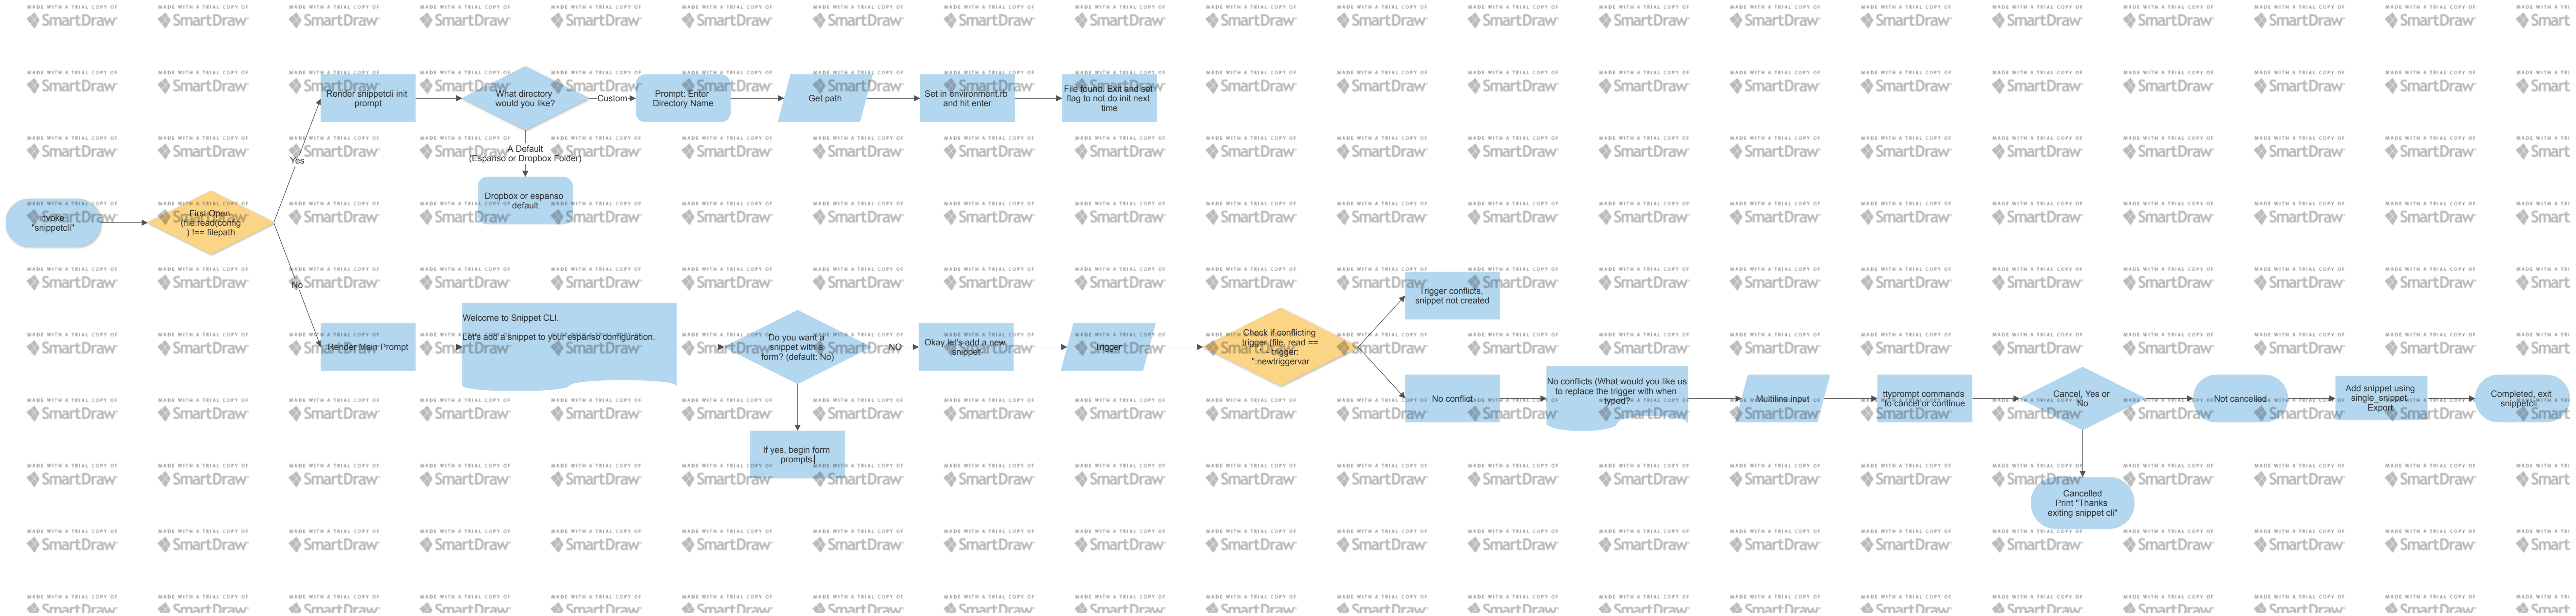 MADE WITH A TRIAL COPY OF
SmartDraw
invoke
"snippetcli"
First Open
(file.read(config
) !== filepath
Yes
No
Render snippetcli init
prompt
What directory
would you like?
Custom
Prompt: Enter
Directory Name
Get path
Set in environment.rb
and hit enter
File found. Exit and set
flag to not do init next
time
A Default
(Espanso or Dropbox Folder)
Dropbox or espanso
default
Render Main Prompt
Welcome to Snippet CLI.
Let's add a snippet to your espanso configuration.
Do you want a
snippet with a
form? (default: No)
NO
Okay let's add a new
snippet
Trigger
If yes, begin form
prompts.
Check if conflicting
trigger (file. read ==
" - trigger:
":newtriggervar
Trigger conflicts,
snippet not created
No conflict
No conflicts (What would you like us
to replace the trigger with when
typed?
Multiline input
ttyprompt commands
to cancel or continue
Cancel, Yes or
No
Not cancelled
Add snippet using
single_snippet
Export
Completed, exit
snippetcli
Cancelled
Print "Thanks
exiting snippet cli"